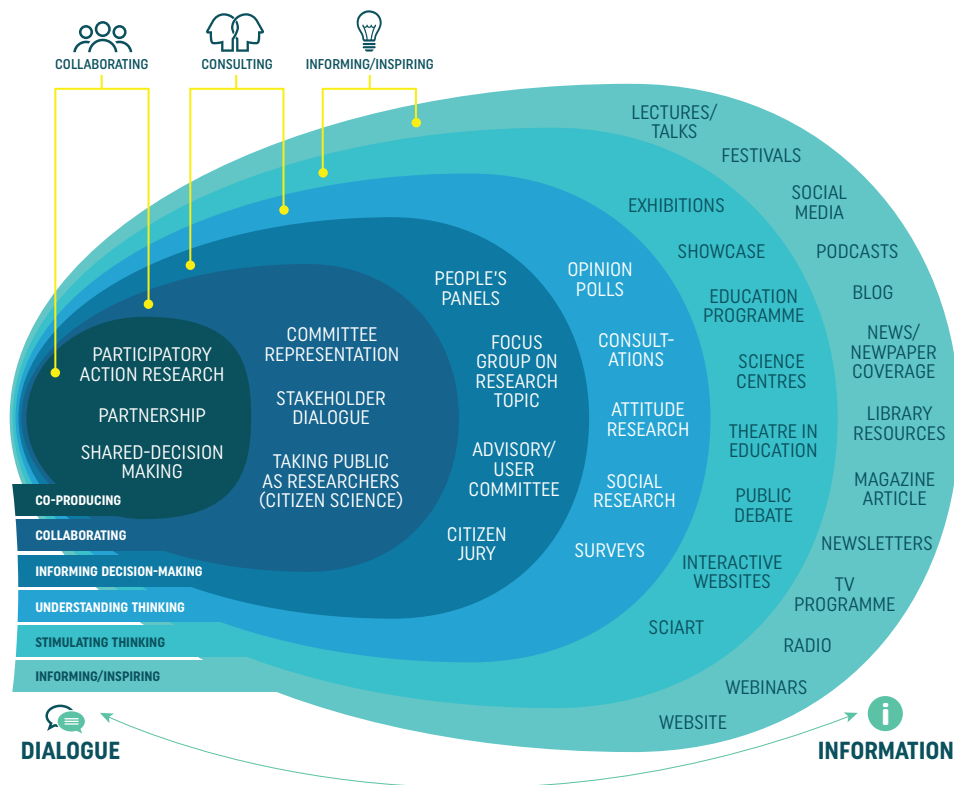 COLLABORATING
CONSULTING
INFORMING/INSPIRING
PARTICIPATORY
ACTION RESEARCH
PARTNERSHIP
SHARED-DECISION
MAKING
COMMITTEE
REPRESENTATION
STAKEHOLDER
DIALOGUE
TAKING PUBLIC
AS RESEARCHERS
(CITIZEN SCIENCE)
PEOPLE'S
PANELS
FOCUS
GROUP ON
RESEARCH
TOPIC
ADVISORY/
USER
COMMITTEE
CITIZEN
JURY
OPINION
POLLS
CONSULT-
ATIONS
ATTITUDE
RESEARCH
SOCIAL
RESEARCH
SURVEYS
EXHIBITIONS
SHOWCASE
EDUCATION
PROGRAMME
SCIENCE
CENTRES
THEATRE IN
EDUCATION
PUBLIC
DEBATE
INTERACTIVE
WEBSITES
SCIART
LECTURES/
TALKS
FESTIVALS
SOCIAL
MEDIA
PODCASTS
BLOG
NEWS/
NEWPAPER
COVERAGE
LIBRARY
RESOURCES
MAGAZINE
ARTICLE
NEWSLETTERS
TV
PROGRAMME
RADIO
WEBINARS
WEBSITE
CO-PRODUCING
COLLABORATING
INFORMING DECISION-MAKING
UNDERSTANDING THINKING
STIMULATING THINKING
INFORMING/INSPIRING
DIALOGUE
i
INFORMATION